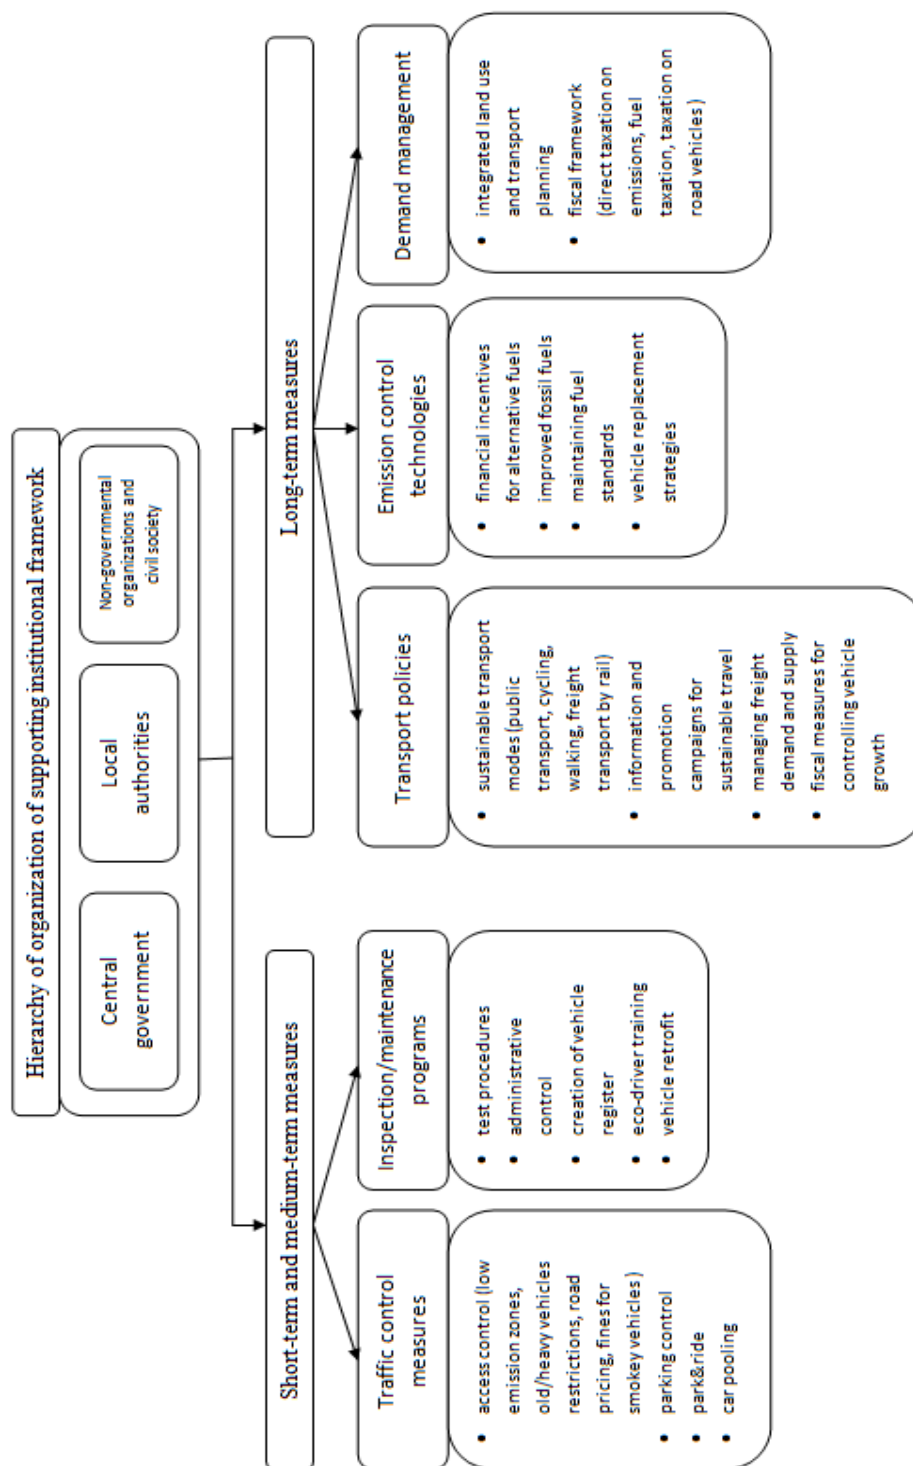 Hierarchy of organization of supporting institutional framework
Central
government
Local
authorities
Non-governmental
organizations and
civil society
Short-term and medium-term measures
Long-term measures
Traffic control
measures
Inspection/maintenance
programs
Transport policies
Emission control
technologies
Demand management
• access control (low
emission zones,
old/heavy vehicles
restrictions, road
pricing, fines for
smokey vehicles )
• parking control
• park&ride
• car pooling
• test procedures
• administrative
control
• creation of vehicle
register
• eco-driver training
• vehicle retrofit
• sustainable transport
modes (public
transport, cycling,
walking, freight
transport by rail)
• information and
promotion
campaigns for
sustainable travel
• managing freight
demand and supply
• fiscal measures for
controlling vehicle
growth
• financial incentives
for alternative fuels
• improved fossil fuels
• maintaining fuel
standards
• vehicle replacement
strategies
• integrated land use
and transport
planning
• fiscal framework
(direct taxation on
emissions, fuel
taxation, taxation on
road vehicles )